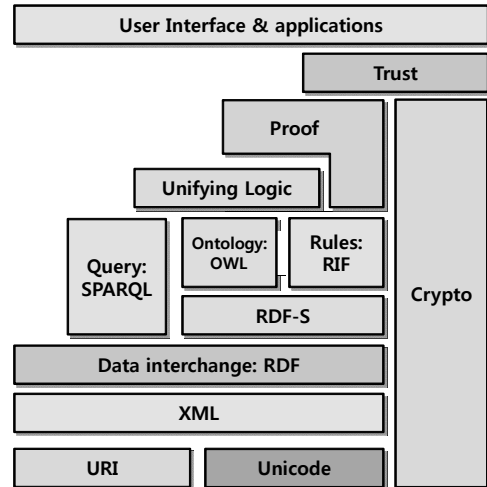 User Interface & applications
Trust
Proof
Unifying Logic
Query:
SPARQL
Ontology:
OWL
Rules:
RIF
Crypto
RDF-S
Data interchange: RDF
XML
URI
Unicode